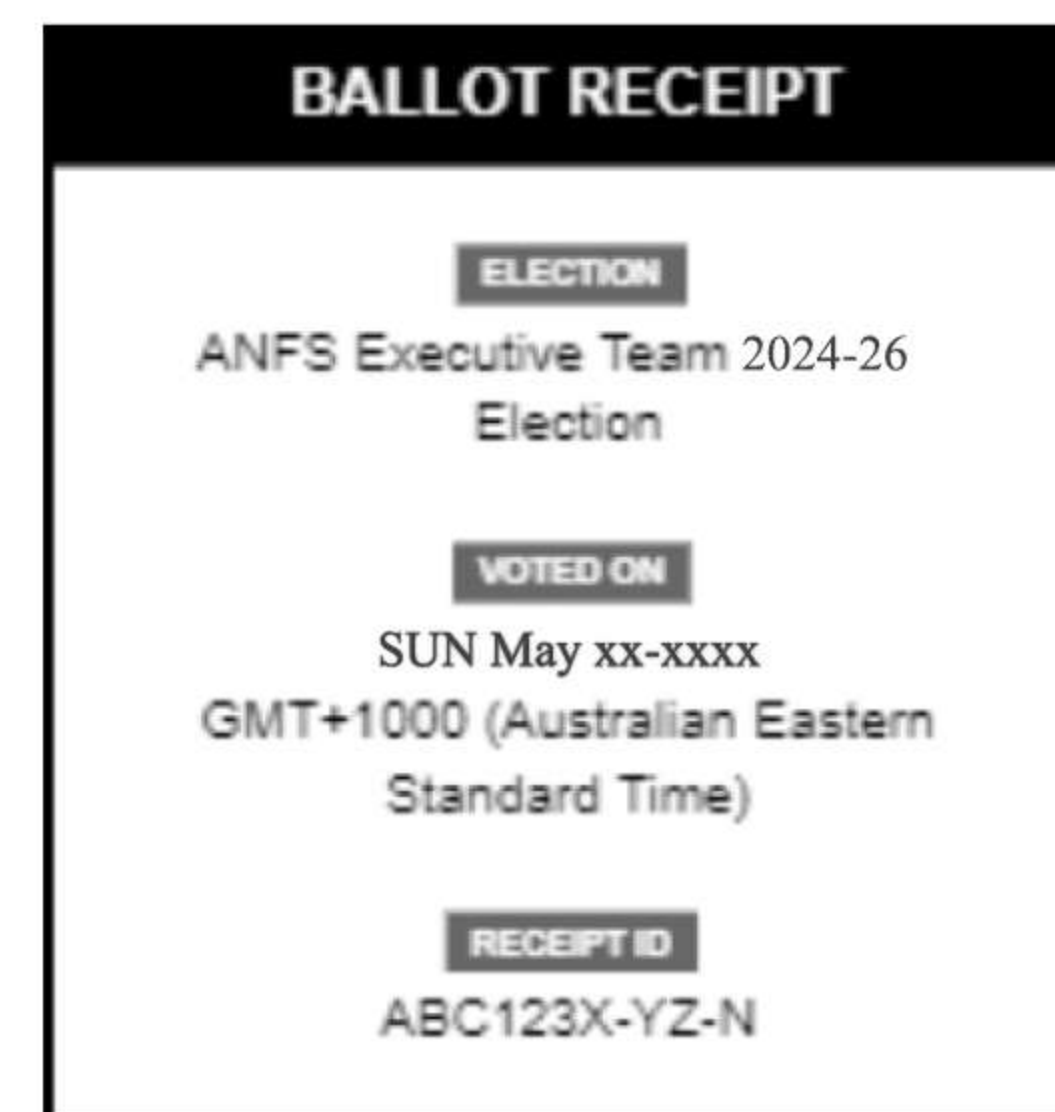 BALLOT RECEIPT
ELECTION
ANFS Executive Team 2024-26
Election
VOTED ON
SUN May xx-xxxx
GMT+1000 (Australian Eastern
Standard Time)
RECEIPT ID
ABC123X-YZ-N